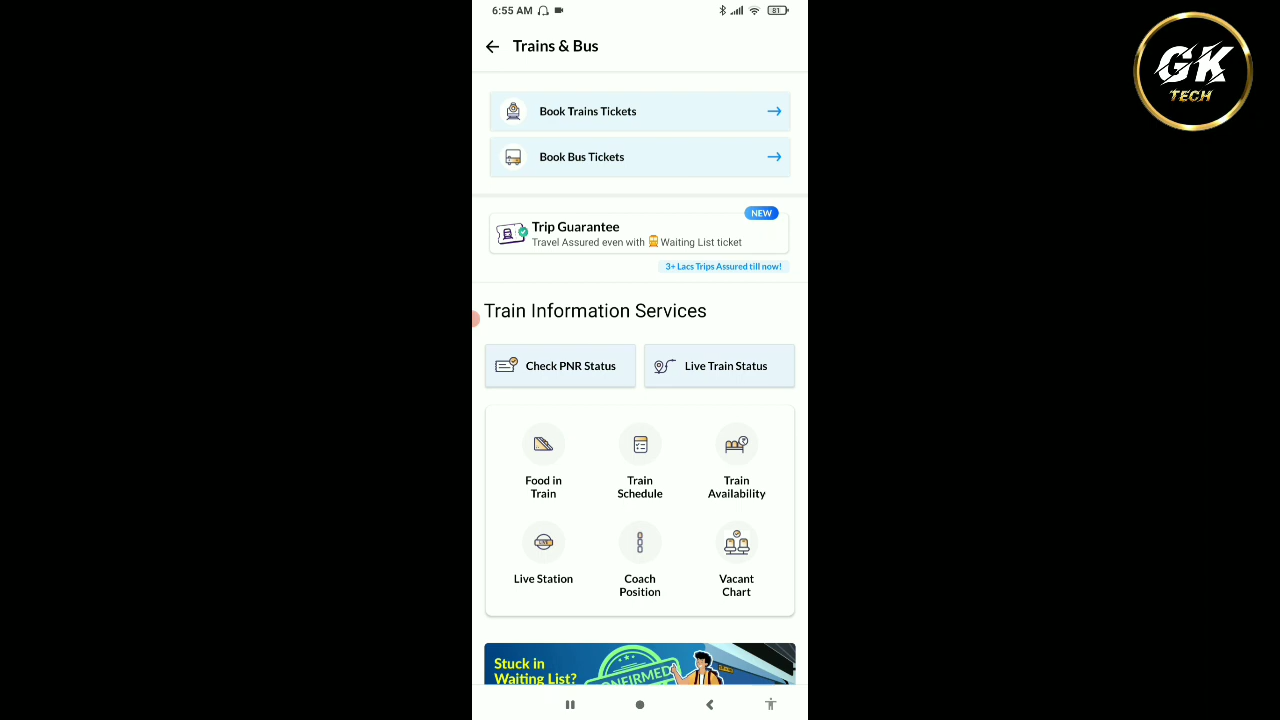 6:55 AM
81
Trains & Bus
GK
TECH
Book Trains Tickets
Book Bus Tickets
NEW
Trip Guarantee
Travel Assured even with Waiting List ticket
3+ Lacs Trips Assured till now!
Train Information Services
Check PNR Status
Live Train Status
Food in
Train
Train
Schedule
Train
Availability
Live Station
Coach
Position
Vacant
Chart
Stuck in
Waiting List?
CONFIRMED